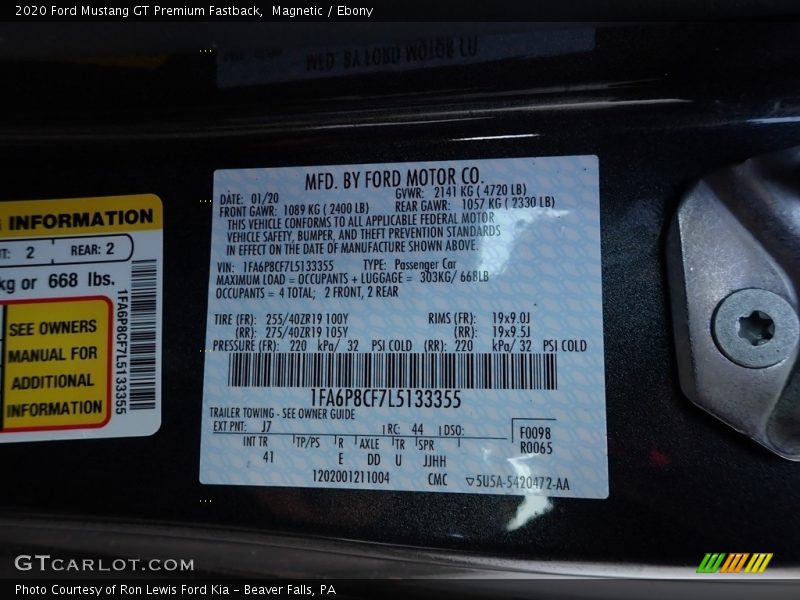 2020 Ford Mustang GT Premium Fastback, Magnetic / Ebony
MFD. BY FORD MOTOR CO.
DATE: 01/20 GVWR: 2141 KG ( 4720 LB)
FRONT GAWR: 1089 KG ( 2400 LB) REAR GAWR: 1057 KG ( 2330 LB)
THIS VEHICLE CONFORMS TO ALL APPLICABLE FEDERAL MOTOR
VEHICLE SAFETY, BUMPER, AND THEFT PREVENTION STANDARDS
IN EFFECT ON THE DATE OF MANUFACTURE SHOWN ABOVE.
VIN: 1FA6P8CF7L5133355 TYPE: Passenger Car
MAXIMUM LOAD = OCCUPANTS + LUGGAGE = 303KG/ 668LB
OCCUPANTS = 4 TOTAL; 2 FRONT, 2 REAR
TIRE (FR): 255/40ZR19 100Y RIMS (FR): 19x9.0J
(RR): 275/40ZR19 105Y (RR): 19x9.5J
PRESSURE (FR): 220 kPa/ 32 PSI COLD (RR): 220 kPa/ 32 PSI COLD
1FA6P8CF7L5133355
TRAILER TOWING - SEE OWNER GUIDE
EXT PNT: J7 RC: 44 DSO: F0098
R0065
INT TR TP/PS R AXLE TR SPR
41 E DD U JJHH
1202001211004 CMC 5U5A-5420472-AA
INFORMATION
2 REAR: 2
kg or 668 lbs.
SEE OWNERS
MANUAL FOR
ADDITIONAL
INFORMATION
1FA6P8CF7L5133355
GTCARLOT.COM
Photo Courtesy of Ron Lewis Ford Kia - Beaver Falls, PA